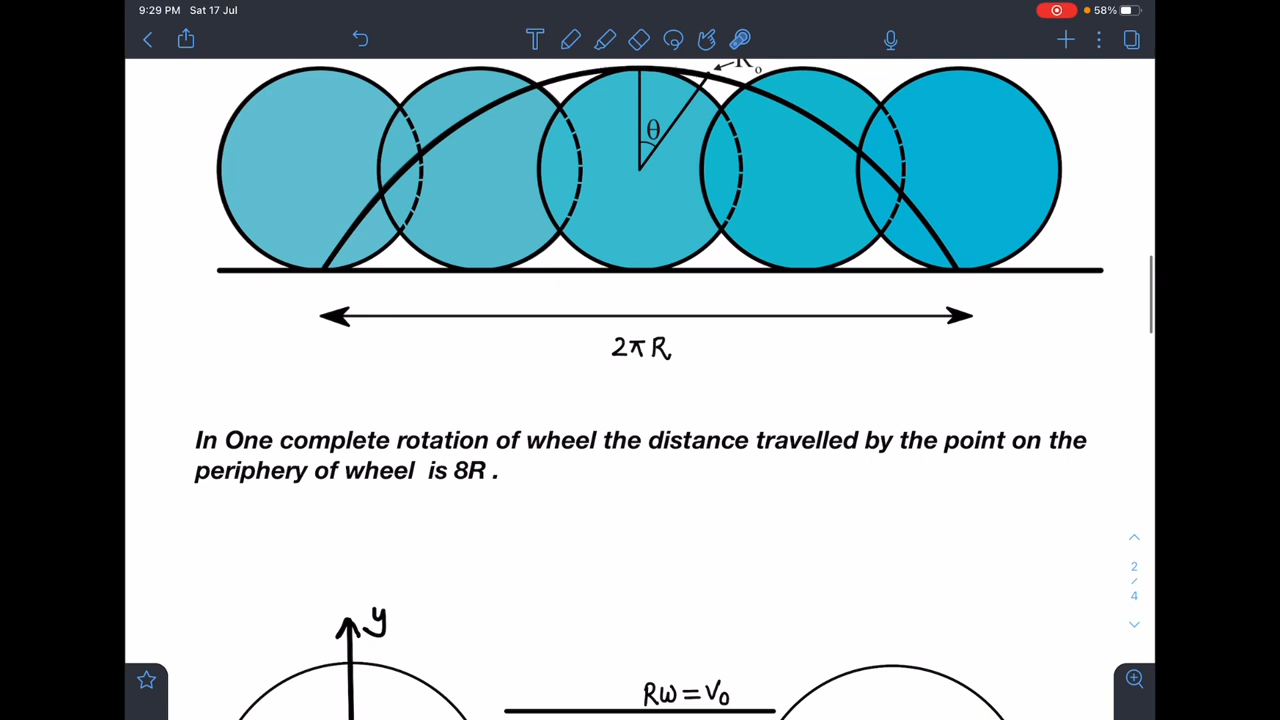 9:29 PM Sat 17 Jul
58%
T
R₀
θ
2πR
In One complete rotation of wheel the distance travelled by the point on the
periphery of wheel is 8R .
2
/
4
y
Rω=V₀